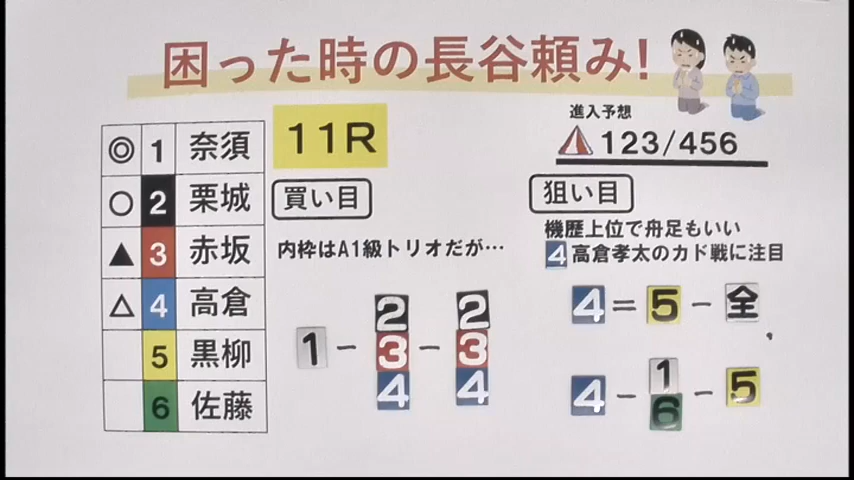 困った時の長谷頼み!
◎ 1 奈須
○ 2 栗城
▲ 3 赤坂
△ 4 高倉
5 黒柳
6 佐藤
11R
買い目
内枠はA1級トリオだが…
1 - 2 3 4 - 2 3 4
進入予想
123/456
狙い目
機歴上位で舟足もいい
4 高倉孝太のカド戦に注目
4 = 5 - 全
4 - 1 6 - 5